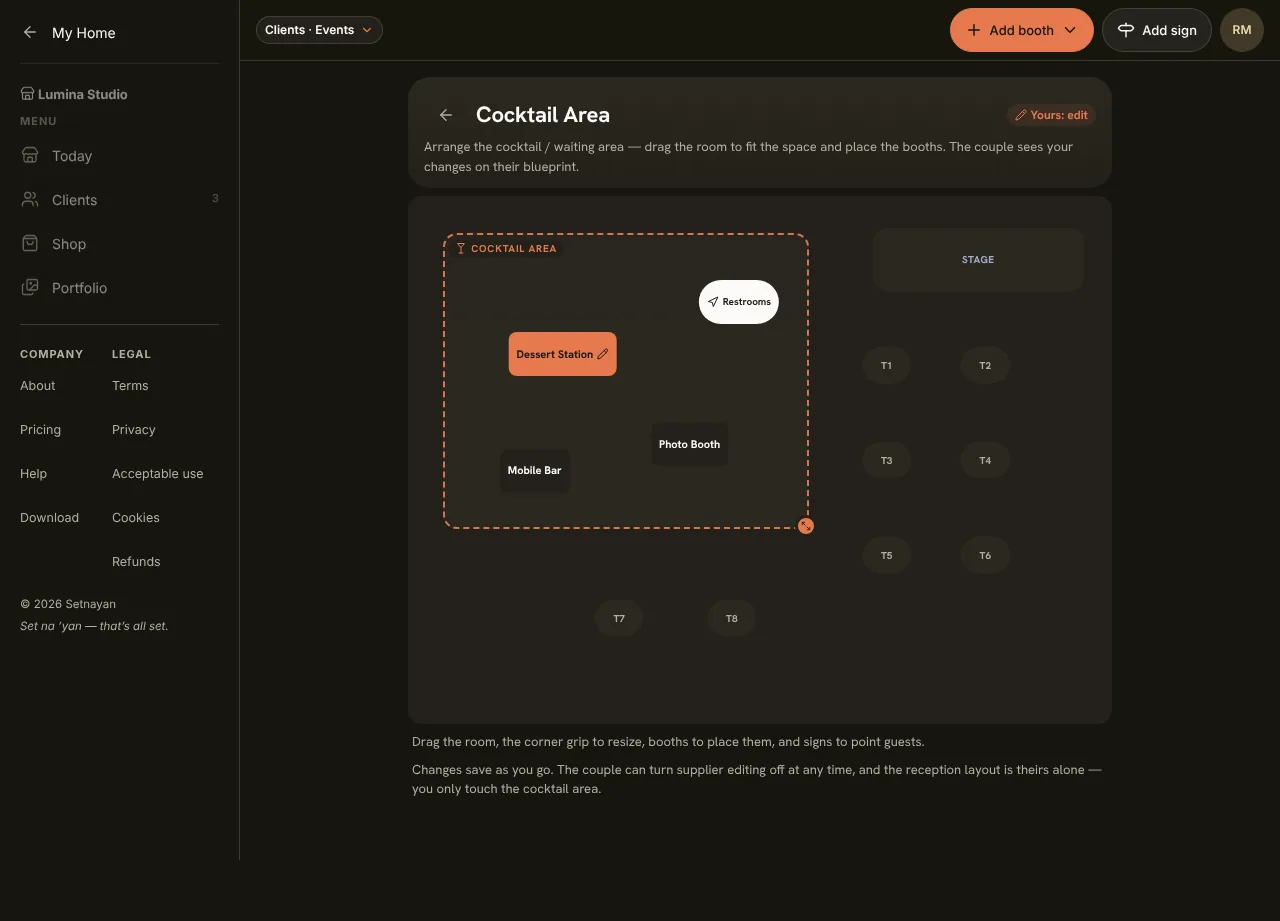 My Home
Lumina Studio
MENU
Today
Clients 3
Shop
Portfolio
COMPANY LEGAL
About Terms
Pricing Privacy
Help Acceptable use
Download Cookies
Refunds
© 2026 Setnayan
Set na 'yan — that's all set.
Clients · Events
Add booth
Add sign
RM
Cocktail Area
Yours: edit
Arrange the cocktail / waiting area — drag the room to fit the space and place the booths. The couple sees your
changes on their blueprint.
COCKTAIL AREA
STAGE
Restrooms
Dessert Station
T1 T2
Photo Booth
Mobile Bar
T3 T4
T5 T6
T7 T8
Drag the room, the corner grip to resize, booths to place them, and signs to point guests.
Changes save as you go. The couple can turn supplier editing off at any time, and the reception layout is theirs alone —
you only touch the cocktail area.